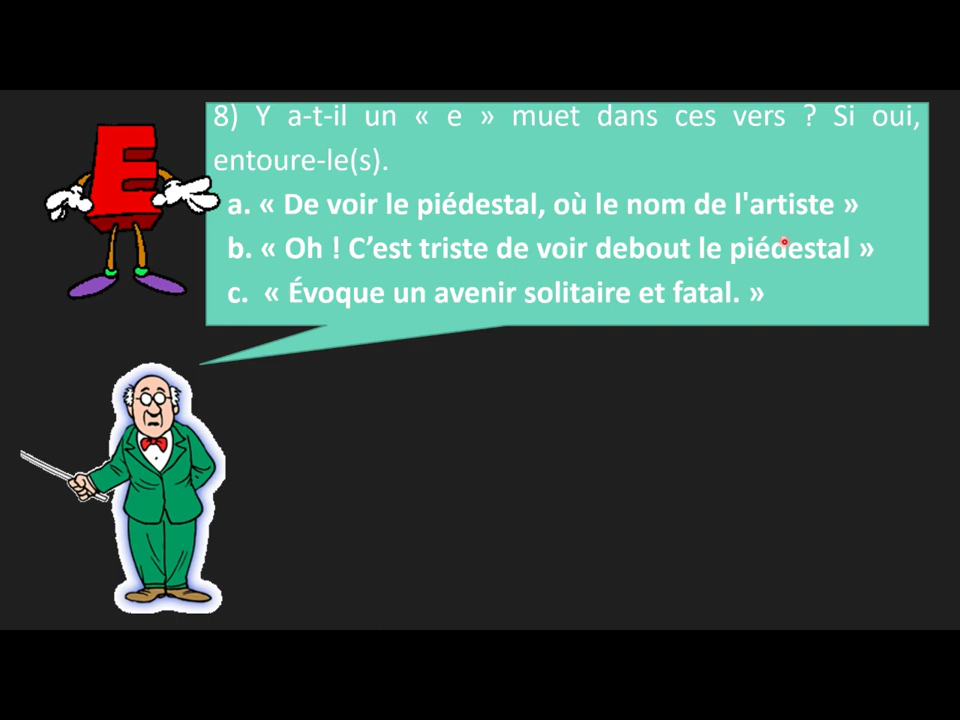 8) Y a-t-il un « e » muet dans ces vers ? Si oui,
entoure-le(s).
a. « De voir le piédestal, où le nom de l'artiste »
b. « Oh ! C’est triste de voir debout le piédestal »
c. « Évoque un avenir solitaire et fatal. »
E